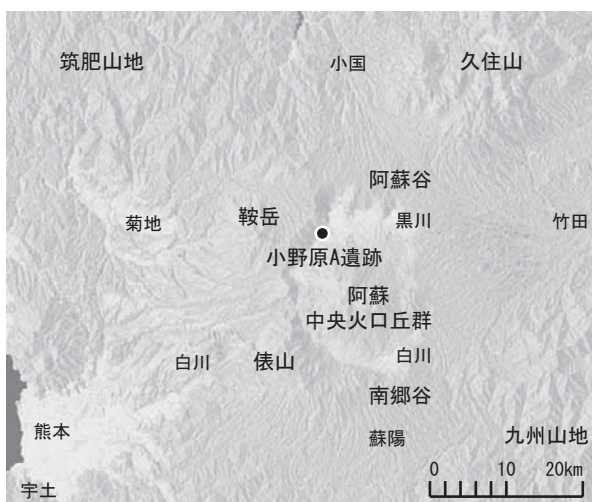 筑肥山地
小国
久住山
阿蘇谷
菊地
鞍岳
黒川
竹田
小野原A遺跡
阿蘇
中央火口丘群
白川
俵山
白川
南郷谷
熊本
蘇陽
九州山地
0 10 20km
宇土